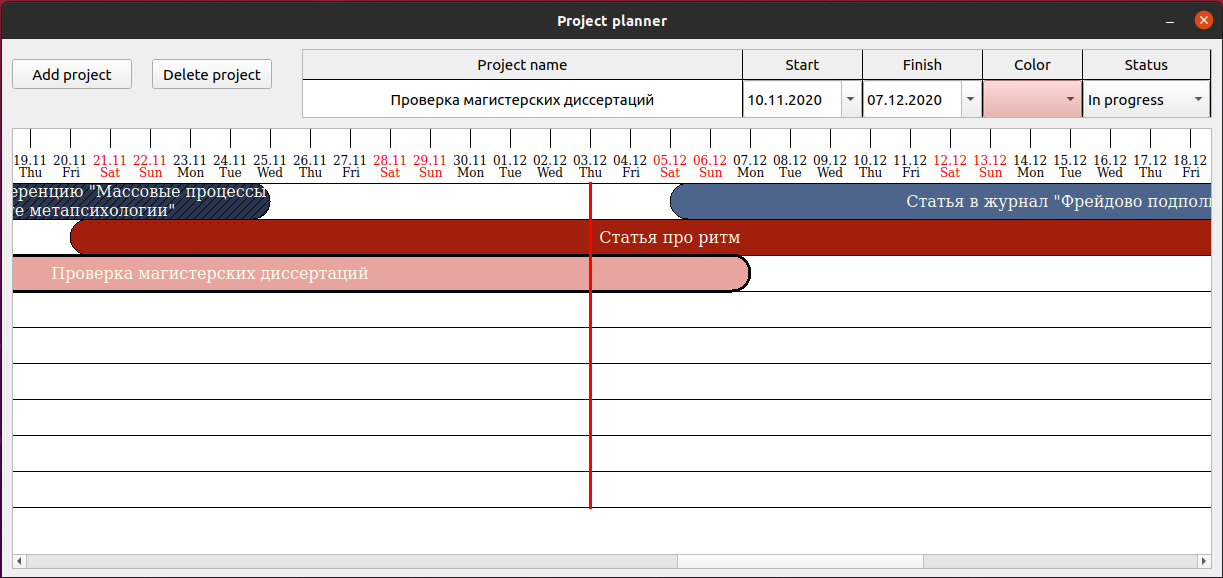 Project planner
Add project
Delete project
Project name Start Finish Color Status
Проверка магистерских диссертаций 10.11.2020 07.12.2020 In progress
19.11 20.11 21.11 22.11 23.11 24.11 25.11 26.11 27.11 28.11 29.11 30.11 01.12 02.12 03.12 04.12 05.12 06.12 07.12 08.12 09.12 10.12 11.12 12.12 13.12 14.12 15.12 16.12 17.12 18.12
Thu Fri Sat Sun Mon Tue Wed Thu Fri Sat Sun Mon Tue Wed Thu Fri Sat Sun Mon Tue Wed Thu Fri Sat Sun Mon Tue Wed Thu Fri
"Массовые процессы
метапсихологии"
Статья в журнал "Фрейдово
Статья про ритм
Проверка магистерских диссертаций